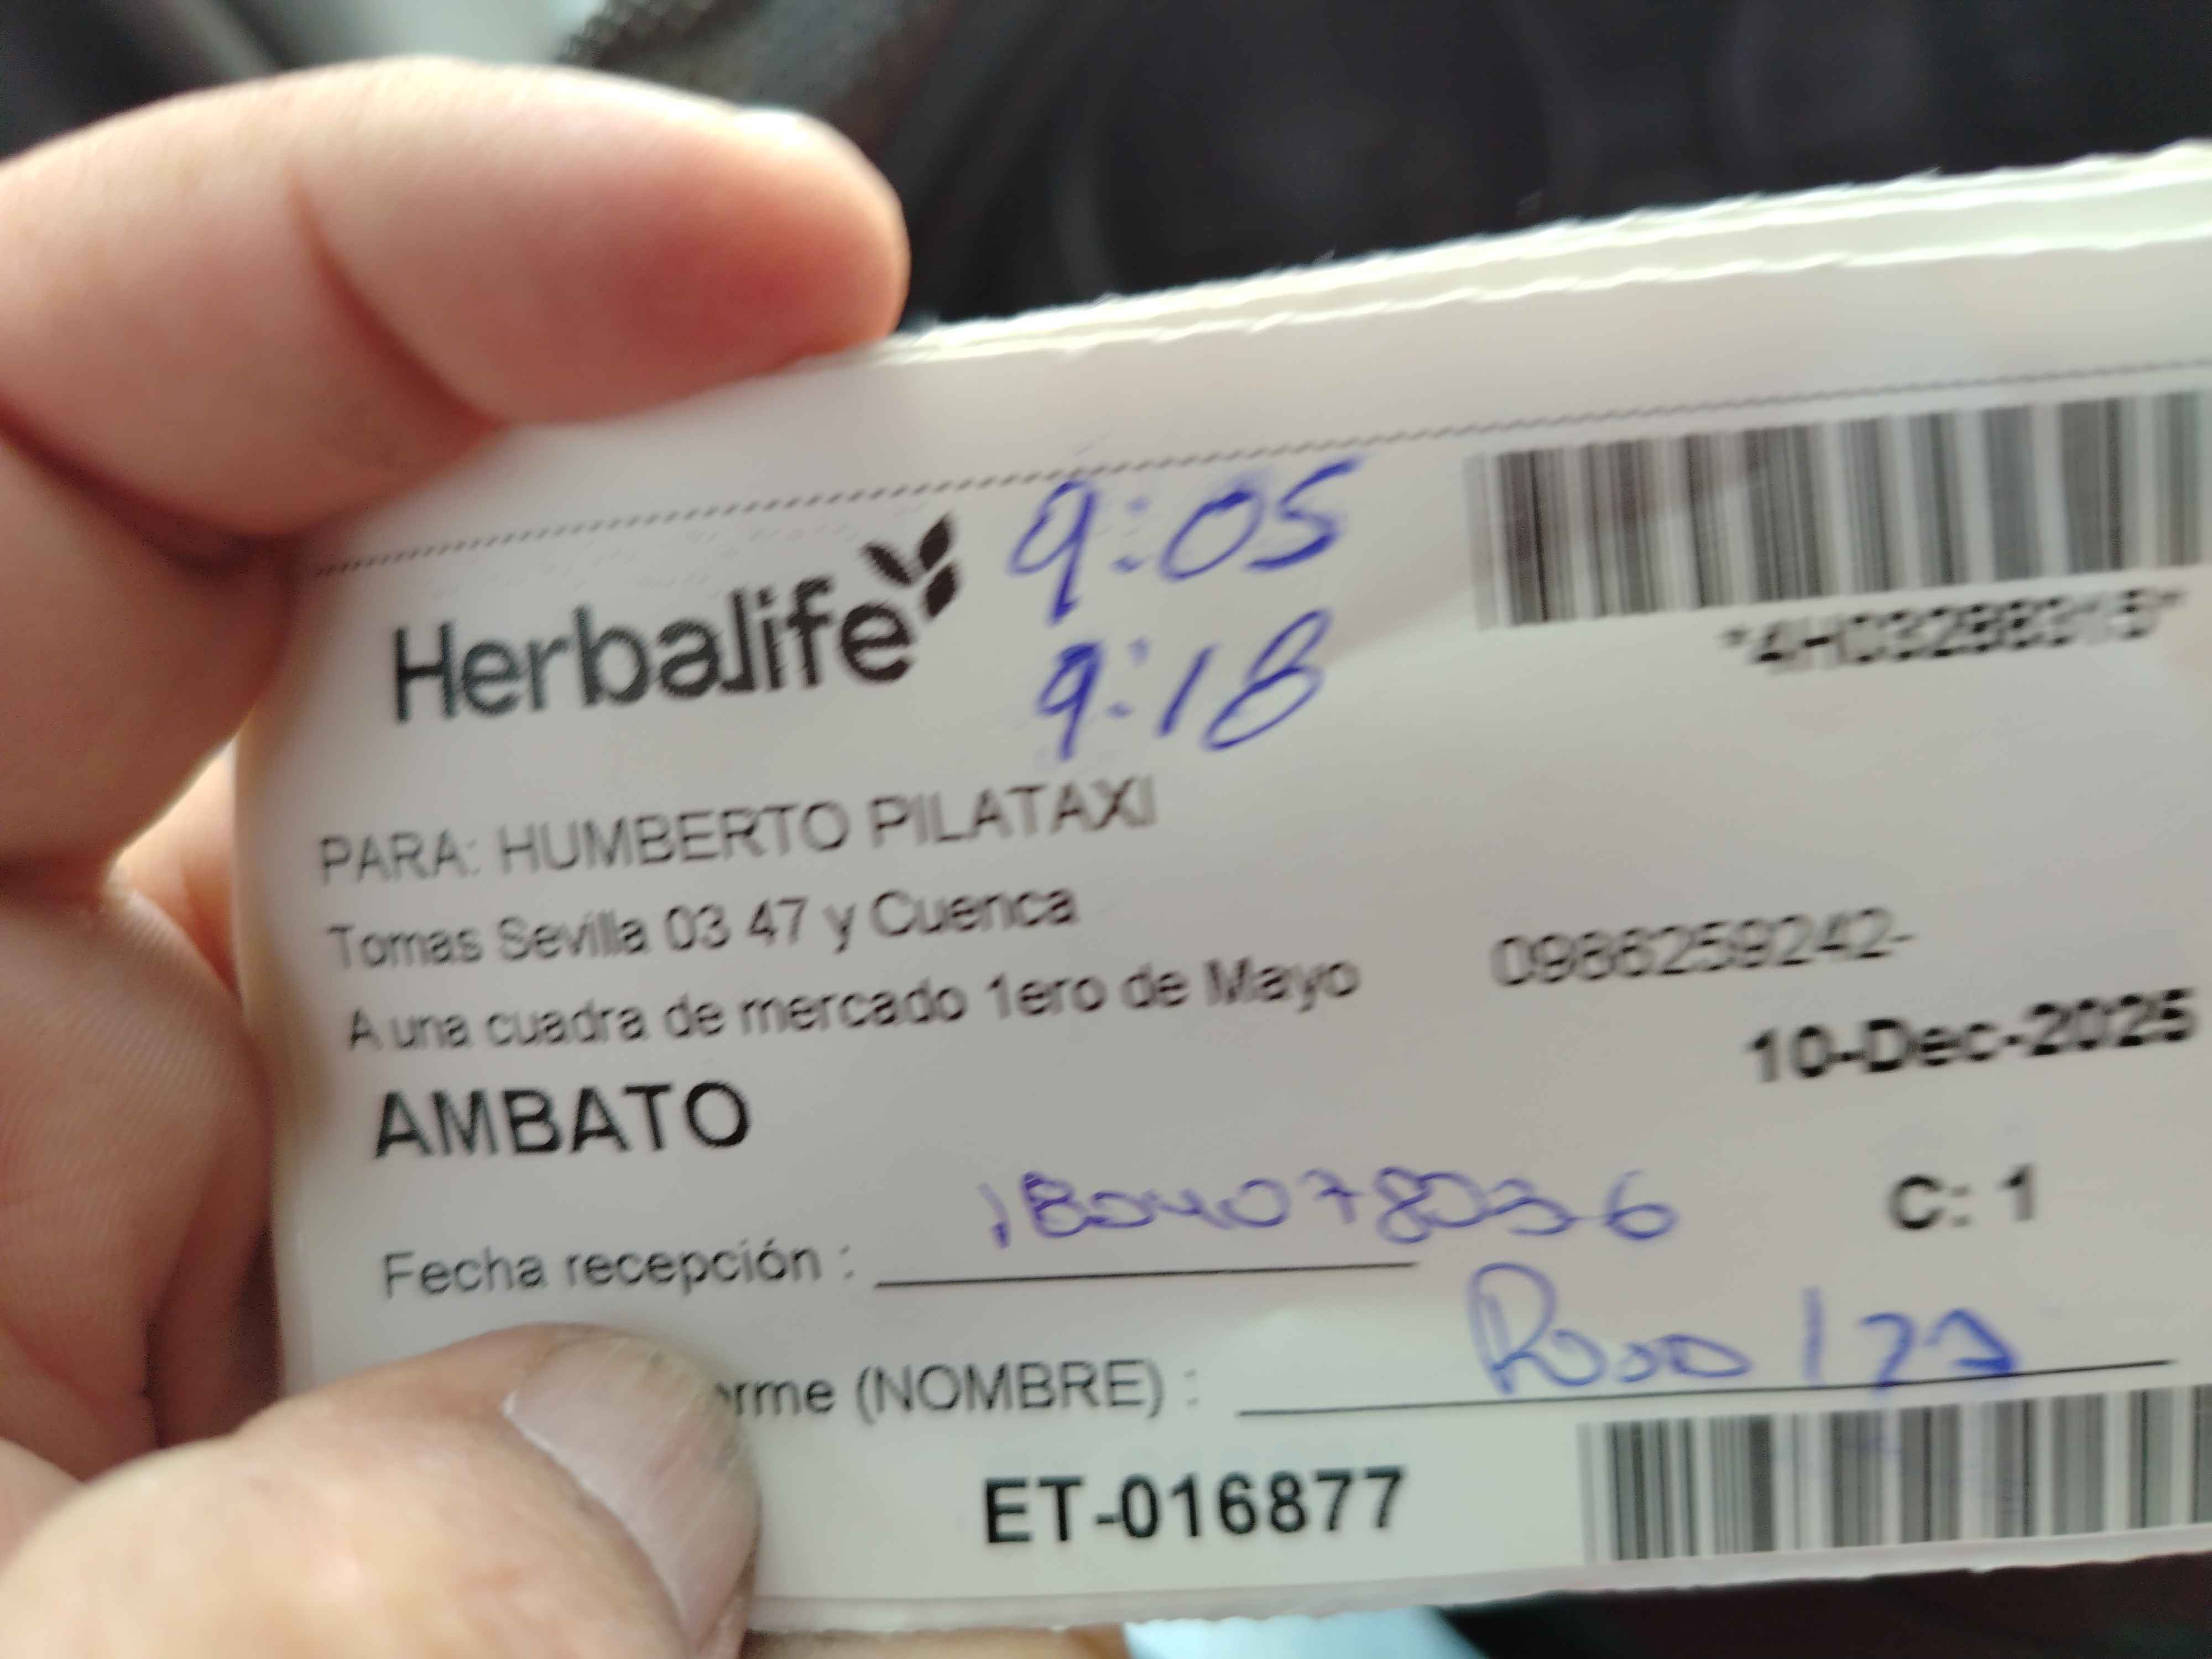 Herbalife
9:05
9:18
PARA: HUMBERTO PILATAXI
Tomas Sevilla 03 47 y Cuenca
A una cuadra de mercado 1ero de Mayo
0986259242-
10-Dec-2025
AMBATO
C: 1
Fecha recepción : 1804078036
orme (NOMBRE) :
ET-016877